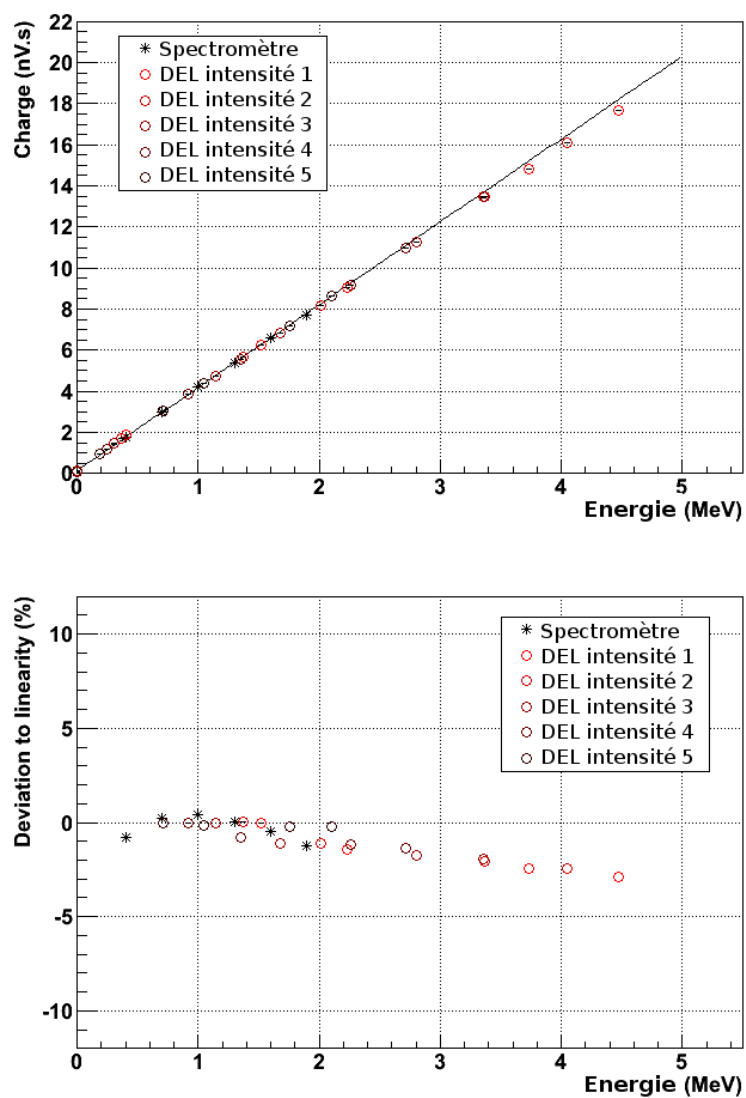 Charge (nV.s)
22
20
18
16
14
12
10
8
6
4
2
0
Spectromètre
DEL intensité 1
DEL intensité 2
DEL intensité 3
DEL intensité 4
DEL intensité 5
0 1 2 3 4 5
Energie (MeV)
Deviation to linearity (%)
10
5
0
-5
-10
Spectromètre
DEL intensité 1
DEL intensité 2
DEL intensité 3
DEL intensité 4
DEL intensité 5
0 1 2 3 4 5
Energie (MeV)